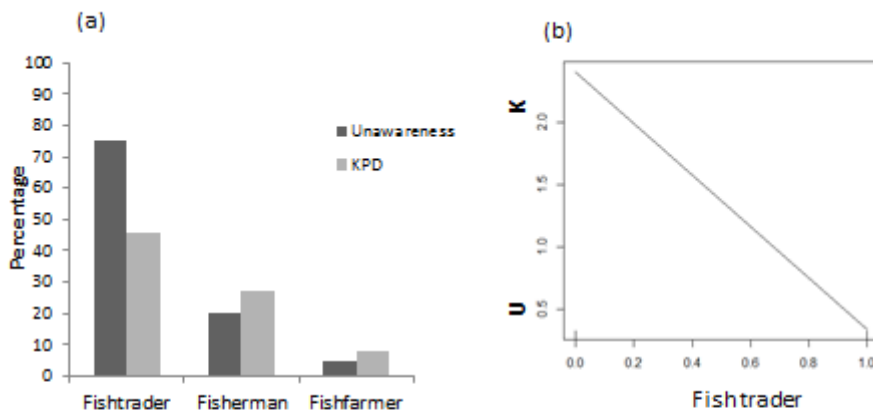 (a)
100
90
80
70
60
50
40
30
20
10
0
Percentage
Unawareness
KPD
Fishtrader Fisherman Fishfarmer
(b)
K
U
2.0
1.5
1.0
0.5
0.0 0.2 0.4 0.6 0.8 1.0
Fishtrader